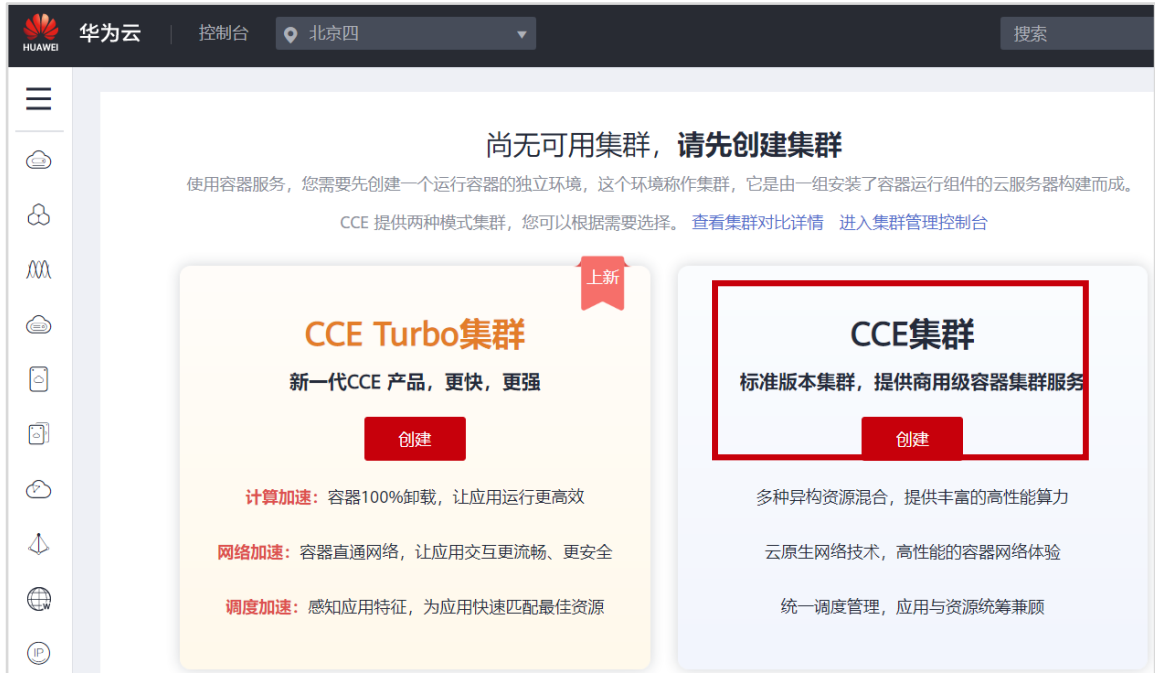 HUAWEI 华为云 控制台 北京四 搜索
尚无可用集群，请先创建集群
使用容器服务，您需要先创建一个运行容器的独立环境，这个环境称作集群，它是由一组安装了容器运行组件的云服务器构建而成。
CCE 提供两种模式集群，您可以根据需要选择。 查看集群对比详情 进入集群管理控制台
上新
CCE Turbo集群
新一代CCE 产品，更快，更强
创建
计算加速：容器100%卸载，让应用运行更高效
网络加速：容器直通网络，让应用交互更流畅、更安全
调度加速：感知应用特征，为应用快速匹配最佳资源
CCE集群
标准版本集群，提供商用级容器集群服务
创建
多种异构资源混合，提供丰富的高性能算力
云原生网络技术，高性能的容器网络体验
统一调度管理，应用与资源统筹兼顾
W
IP